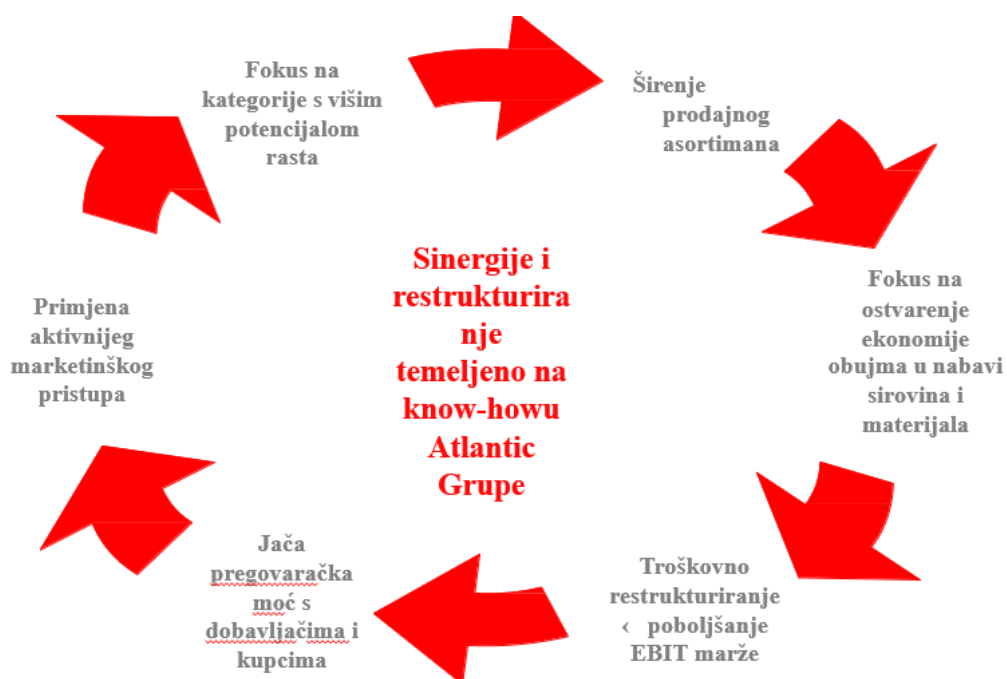 Fokus na
kategorije s višim
potencijalom
rasta
Širenje
prodajnog
asortimana
Fokus na
ostvarenje
ekonomije
obujma u nabavi
sirovina i
materijala
Troškovno
restrukturiranje
‹ poboljšanje
EBIT marže
Jača
pregovaračka
moć s
dobavljačima i
kupcima
Primjena
aktivnijeg
marketinškog
pristupa
Sinergije i
restrukturira
nje
temeljeno na
know-howu
Atlantic
Grupe